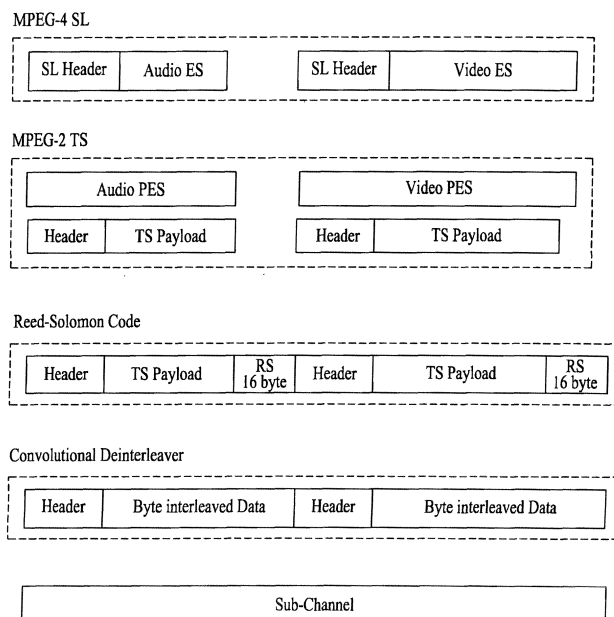 MPEG-4 SL
SL Header Audio ES SL Header Video ES
MPEG-2 TS
Audio PES Video PES
Header TS Payload Header TS Payload
Reed-Solomon Code
Header TS Payload RS 16 byte Header TS Payload RS 16 byte
Convolutional Deinterleaver
Header Byte interleaved Data Header Byte interleaved Data
Sub-Channel